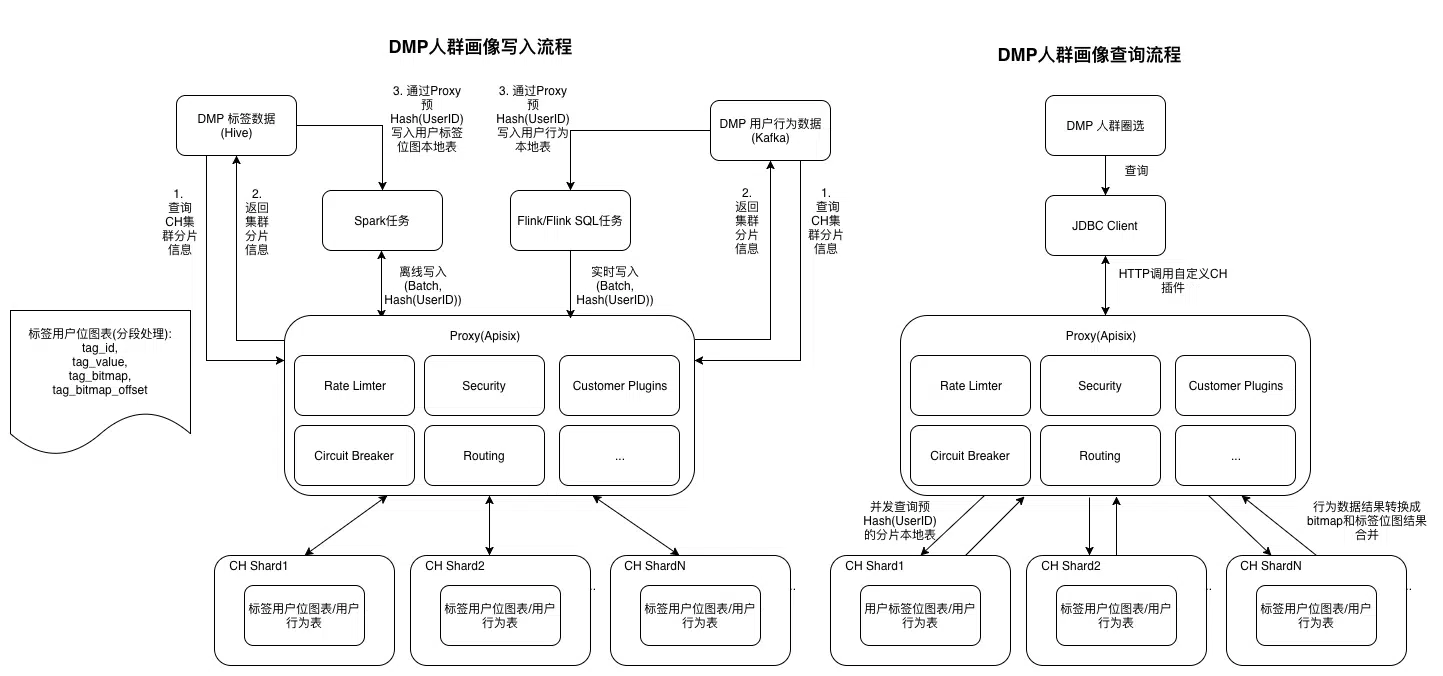 DMP人群画像写入流程
DMP 标签数据
(Hive)
3. 通过Proxy
预
Hash(UserID)
写入用户标签
位图本地表
3. 通过Proxy
预
Hash(UserID)
写入用户行为
本地表
DMP 用户行为数据
(Kafka)
1.
查询
CH集
群分片
信息
2.
返回
集群
分片
信息
Spark任务
Flink/Flink SQL任务
2.
返回
集群
分片
信息
1.
查询
CH集
群分片
信息
离线写入
(Batch,
Hash(UserID))
实时写入
(Batch,
Hash(UserID))
标签用户位图表(分段处理):
tag_id,
tag_value,
tag_bitmap,
tag_bitmap_offset
Proxy(Apisix)
Rate Limter
Security
Customer Plugins
Circuit Breaker
Routing
...
CH Shard1
标签用户位图表/用户
行为表
CH Shard2
标签用户位图表/用户
行为表
..
CH ShardN
标签用户位图表/用户
行为表
..
DMP人群画像查询流程
DMP 人群圈选
查询
JDBC Client
HTTP调用自定义CH
插件
Proxy(Apisix)
Rate Limter
Security
Customer Plugins
Circuit Breaker
Routing
...
并发查询预
Hash(UserID)
的分片本地表
行为数据结果转换成
bitmap和标签位图结果
合并
CH Shard1
用户标签位图表/用户
行为表
CH Shard2
标签用户位图表/用户
行为表
..
CH ShardN
标签用户位图表/用户
行为表
..